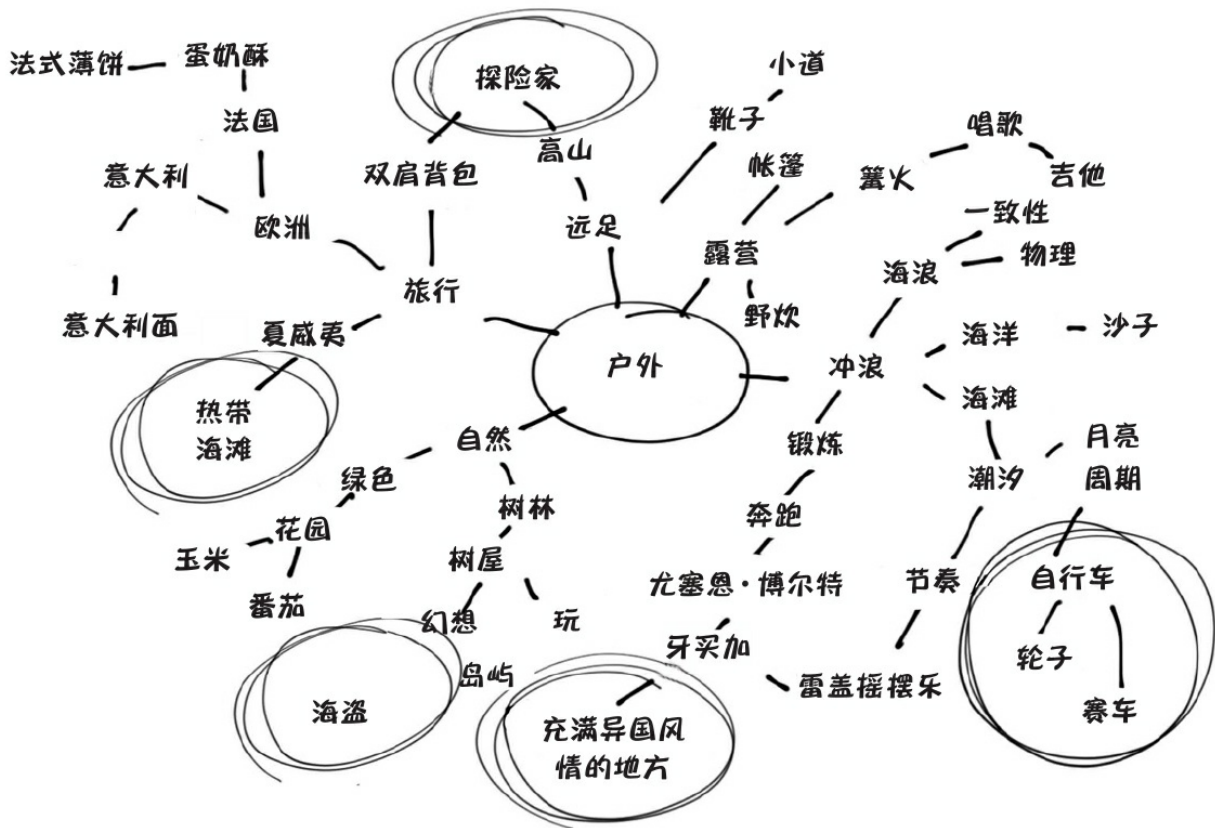 法式薄饼
蛋奶酥
法国
意大利
欧洲
意大利面
探险家
双肩背包
高山
远足
旅行
夏威夷
热带
海滩
小道
靴子
帐篷
露营
野炊
篝火
唱歌
吉他
一致性
物理
海浪
户外
冲浪
海洋
沙子
海滩
锻炼
奔跑
尤塞恩·博尔特
牙买加
雷盖摇摆乐
节奏
潮汐
月亮
周期
自行车
轮子
赛车
自然
绿色
花园
玉米
番茄
树林
树屋
幻想
玩
岛屿
海盗
充满异国风
情的地方